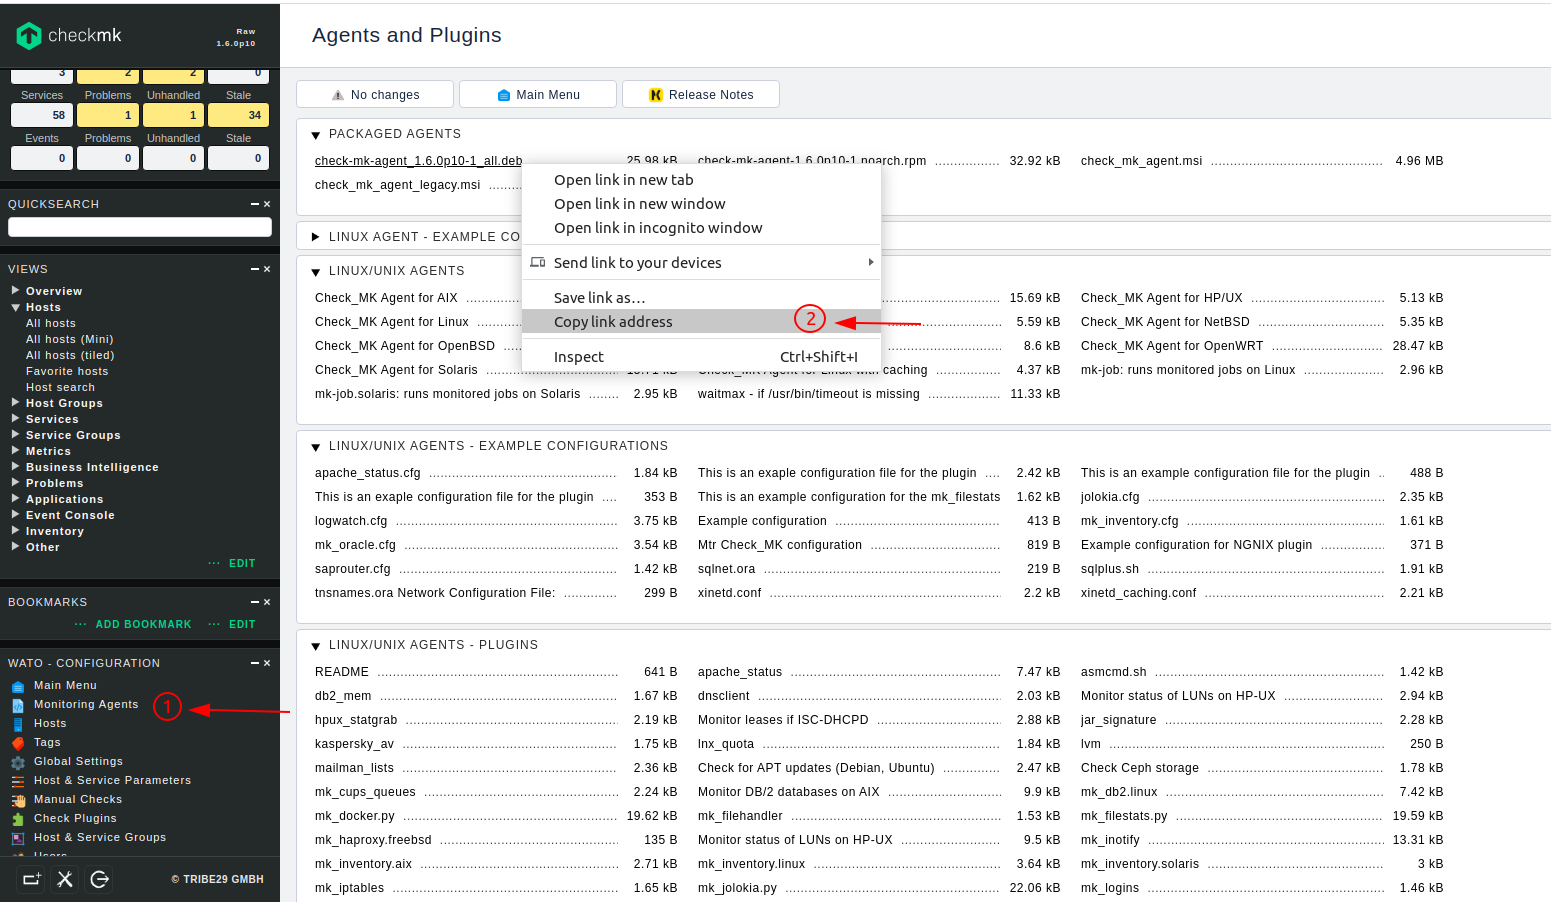 checkmk
Raw
1.6.0p10
3 2 2 0
Services Problems Unhandled Stale
58 1 1 34
Events Problems Unhandled Stale
0 0 0 0
QUICKSEARCH
VIEWS
Overview
Hosts
All hosts
All hosts (Mini)
All hosts (tiled)
Favorite hosts
Host search
Host Groups
Services
Service Groups
Metrics
Business Intelligence
Problems
Applications
Event Console
Inventory
Other
EDIT
BOOKMARKS
ADD BOOKMARK EDIT
WATO - CONFIGURATION
Main Menu
Monitoring Agents 1
Hosts
Tags
Global Settings
Host & Service Parameters
Manual Checks
Check Plugins
Host & Service Groups
Users
© TRIBE29 GMBH
Agents and Plugins
No changes Main Menu Release Notes
PACKAGED AGENTS
check-mk-agent_1.6.0p10-1_all.deb 25.98 kB check-mk-agent-1.6.0p10-1.noarch.rpm 32.92 kB check_mk_agent.msi 4.96 MB
check_mk_agent_legacy.msi
Open link in new tab
Open link in new window
Open link in incognito window
Send link to your devices
Save link as…
Copy link address 2
Inspect Ctrl+Shift+I
LINUX AGENT - EXAMPLE CO
LINUX/UNIX AGENTS
Check_MK Agent for AIX 15.69 kB Check_MK Agent for HP/UX 5.13 kB
Check_MK Agent for Linux 5.59 kB Check_MK Agent for NetBSD 5.35 kB
Check_MK Agent for OpenBSD 8.6 kB Check_MK Agent for OpenWRT 28.47 kB
Check_MK Agent for Solaris 13.71 kB Check_MK Agent for Linux with caching 4.37 kB mk-job: runs monitored jobs on Linux 2.96 kB
mk-job.solaris: runs monitored jobs on Solaris 2.95 kB waitmax - if /usr/bin/timeout is missing 11.33 kB
LINUX/UNIX AGENTS - EXAMPLE CONFIGURATIONS
apache_status.cfg 1.84 kB This is an exaple configuration file for the plugin 2.42 kB This is an example configuration file for the plugin 488 B
This is an exaple configuration file for the plugin 353 B This is an example configuration for the mk_filestats 1.62 kB jolokia.cfg 2.35 kB
logwatch.cfg 3.75 kB Example configuration 413 B mk_inventory.cfg 1.61 kB
mk_oracle.cfg 3.54 kB Mtr Check_MK configuration 819 B Example configuration for NGNIX plugin 371 B
saprouter.cfg 1.42 kB sqlnet.ora 219 B sqlplus.sh 1.91 kB
tnsnames.ora Network Configuration File: 299 B xinetd.conf 2.2 kB xinetd_caching.conf 2.21 kB
LINUX/UNIX AGENTS - PLUGINS
README 641 B apache_status 7.47 kB asmcmd.sh 1.42 kB
db2_mem 1.67 kB dnsclient 2.03 kB Monitor status of LUNs on HP-UX 2.94 kB
hpux_statgrab 2.19 kB Monitor leases if ISC-DHCPD 2.88 kB jar_signature 2.28 kB
kaspersky_av 1.75 kB lnx_quota 1.84 kB lvm 250 B
mailman_lists 2.36 kB Check for APT updates (Debian, Ubuntu) 2.47 kB Check Ceph storage 1.78 kB
mk_cups_queues 2.24 kB Monitor DB/2 databases on AIX 9.9 kB mk_db2.linux 7.42 kB
mk_docker.py 19.62 kB mk_filehandler 1.53 kB mk_filestats.py 19.59 kB
mk_haproxy.freebsd 135 B Monitor status of LUNs on HP-UX 9.5 kB mk_inotify 13.31 kB
mk_inventory.aix 2.71 kB mk_inventory.linux 3.64 kB mk_inventory.solaris 3 kB
mk_iptables 1.65 kB mk_jolokia.py 22.06 kB mk_logins 1.46 kB